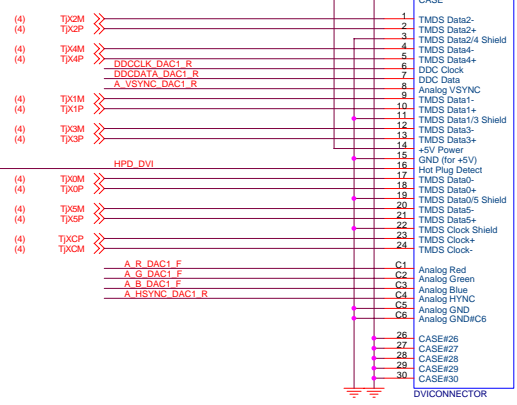 CASE
(4) TjX2M 1 TMDS Data2-
(4) TjX2P 2 TMDS Data2+
3 TMDS Data2/4 Shield
(4) TjX4M 4 TMDS Data4-
(4) TjX4P 5 TMDS Data4+
DDCCLK_DAC1_R 6 DDC Clock
DDCDATA_DAC1_R 7 DDC Data
A_VSYNC_DAC1_R 8 Analog VSYNC
(4) TjX1M 9 TMDS Data1-
(4) TjX1P 10 TMDS Data1+
11 TMDS Data1/3 Shield
(4) TjX3M 12 TMDS Data3-
(4) TjX3P 13 TMDS Data3+
14 +5V Power
15 GND (for +5V)
HPD_DVI 16 Hot Plug Detect
(4) TjX0M 17 TMDS Data0-
(4) TjX0P 18 TMDS Data0+
19 TMDS Data0/5 Shield
(4) TjX5M 20 TMDS Data5-
(4) TjX5P 21 TMDS Data5+
22 TMDS Clock Shield
(4) TjXCP 23 TMDS Clock+
(4) TjXCM 24 TMDS Clock-
A_R_DAC1_F C1 Analog Red
A_G_DAC1_F C2 Analog Green
A_B_DAC1_F C3 Analog Blue
A_HSYNC_DAC1_R C4 Analog HYNC
C5 Analog GND
C6 Analog GND#C6
26 CASE#26
27 CASE#27
28 CASE#28
29 CASE#29
30 CASE#30
DVICONNECTOR